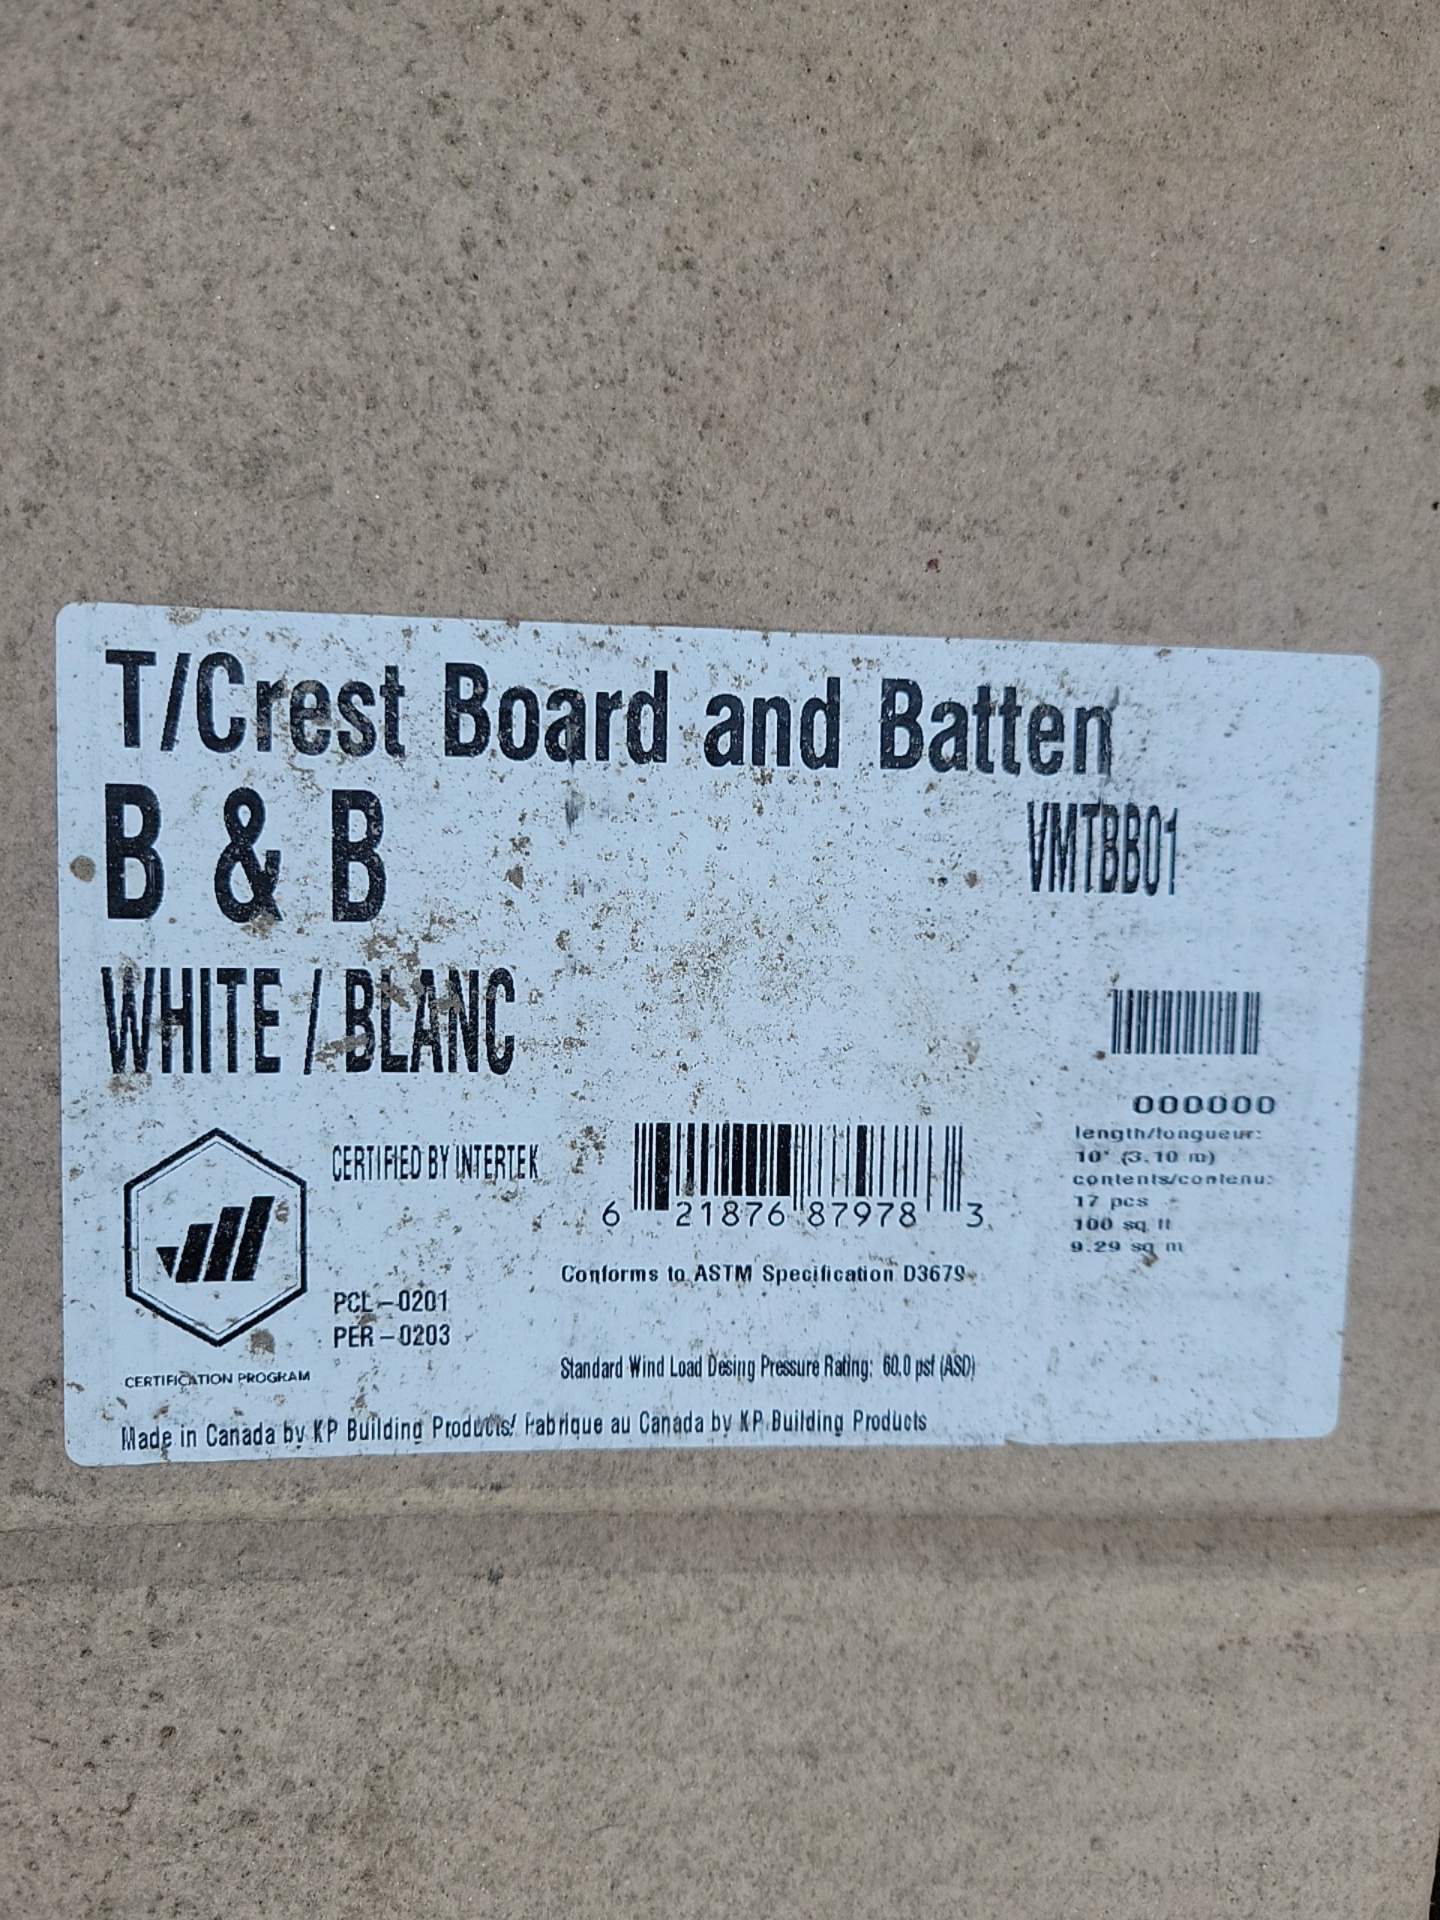 T/Crest Board and Batten
B & B
VMTBB01
WHITE / BLANC
000000
length/longueur:
10' (3.10 m)
contents/contenu:
17 pcs
100 sq ft
9.29 sq m
CERTIFIED BY INTERTEK
6 21876 87978 3
Conforms to ASTM Specification D3679
PCL-0201
PER-0203
Standard Wind Load Desing Pressure Rating: 60.0 psf (ASD)
CERTIFICATION PROGRAM
Made in Canada by KP Building Products/ Fabrique au Canada by KP Building Products